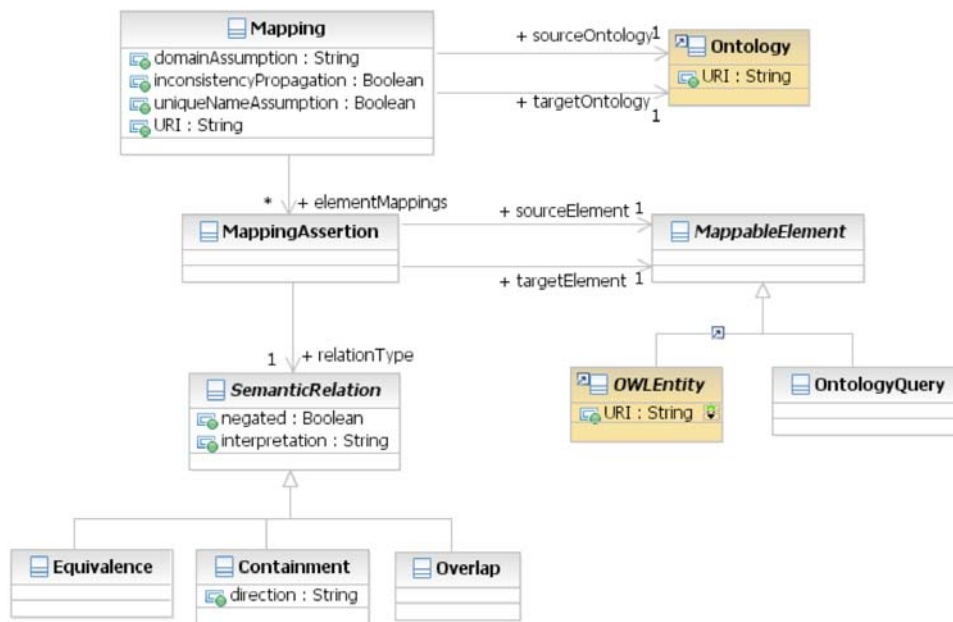 Mapping
domainAssumption : String
inconsistencyPropagation : Boolean
uniqueNameAssumption : Boolean
URI : String
+ sourceOntology 1
+ targetOntology
1
Ontology
URI : String
* + elementMappings
MappingAssertion
+ sourceElement 1
+ targetElement 1
MappableElement
1 + relationType
SemanticRelation
negated : Boolean
interpretation : String
OWLEntity
URI : String
OntologyQuery
Equivalence
Containment
direction : String
Overlap